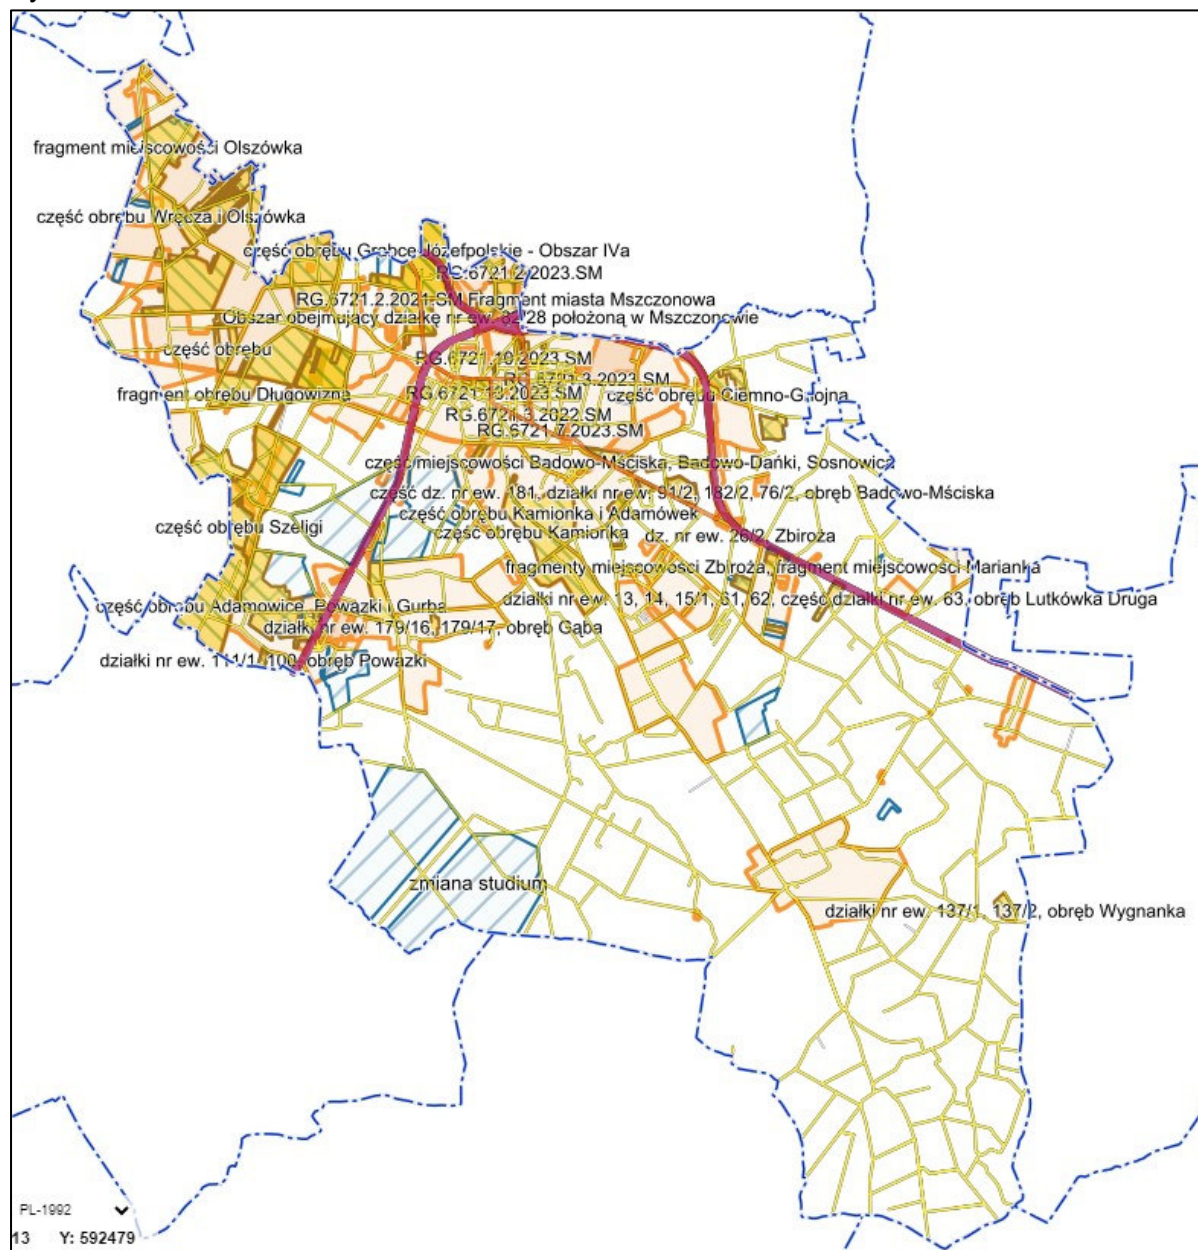 fragment miejscowości Olszówka
część obrębu Wręcza i Olszówka
część obrębu Grabce Józefpolskie - Obszar IVa
RG.6721.2.2023.SM
RG.6721.2.2021.SM Fragment miasta Mszczonowa
Obszar obejmujący działkę nr ew. 82/28 położoną w Mszczonowie
część obrębu
RG.6721.10.2023.SM
RG.6721.3.2023.SM
fragment obrębu Długowizna
RG.6721.13.2023.SM
część obrębu Ciemno-Gnojna
RG.6721.3.2022.SM
RG.6721.7.2023.SM
część miejscowości Badowo-Mściska, Badowo-Dańki, Sosnowica
część dz. nr ew. 181, działki nr ew. 91/2, 182/2, 76/2, obręb Badowo-Mściska
część obrębu Kamionka i Adamówek
część obrębu Szeligi
część obrębu Kamionka
dz. nr ew. 26/2, Zbiroża
fragmenty miejscowości Zbiroża, fragment miejscowości Marianka
działki nr ew. 13, 14, 15/1, 61, 62, część działki nr ew. 63, obręb Lutkówka Druga
część obrębu Adamowice, Powązki i Gurba
działki nr ew. 179/16, 179/17, obręb Gąba
działki nr ew. 111/1, 100, obręb Powązki
zmiana studium
działki nr ew. 137/1, 137/2, obręb Wygnanka
PL-1992
13 Y: 592479